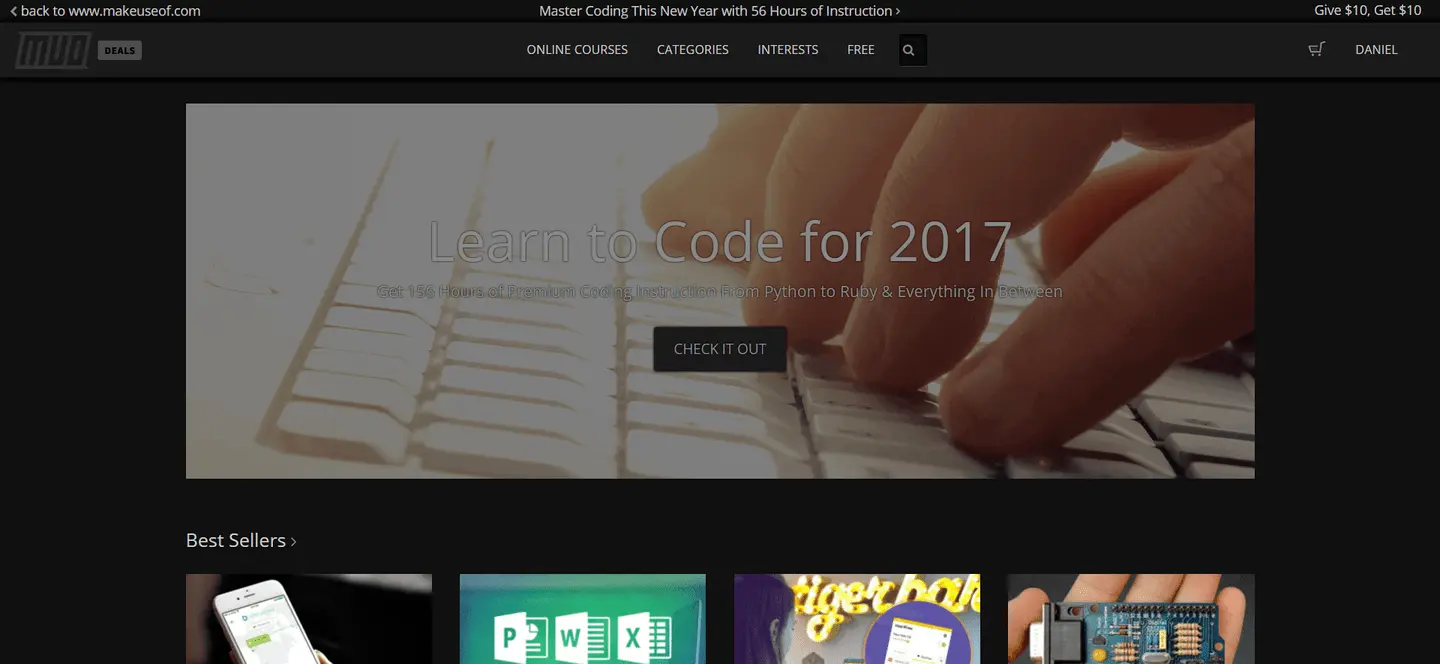 back to www.makeuseof.com
Master Coding This New Year with 56 Hours of Instruction
Give $10, Get $10
MUO
DEALS
ONLINE COURSES
CATEGORIES
INTERESTS
FREE
DANIEL
Learn to Code for 2017
Get 156 Hours of Premium Coding Instruction From Python to Ruby & Everything In Between
CHECK IT OUT
Best Sellers
P
W
X